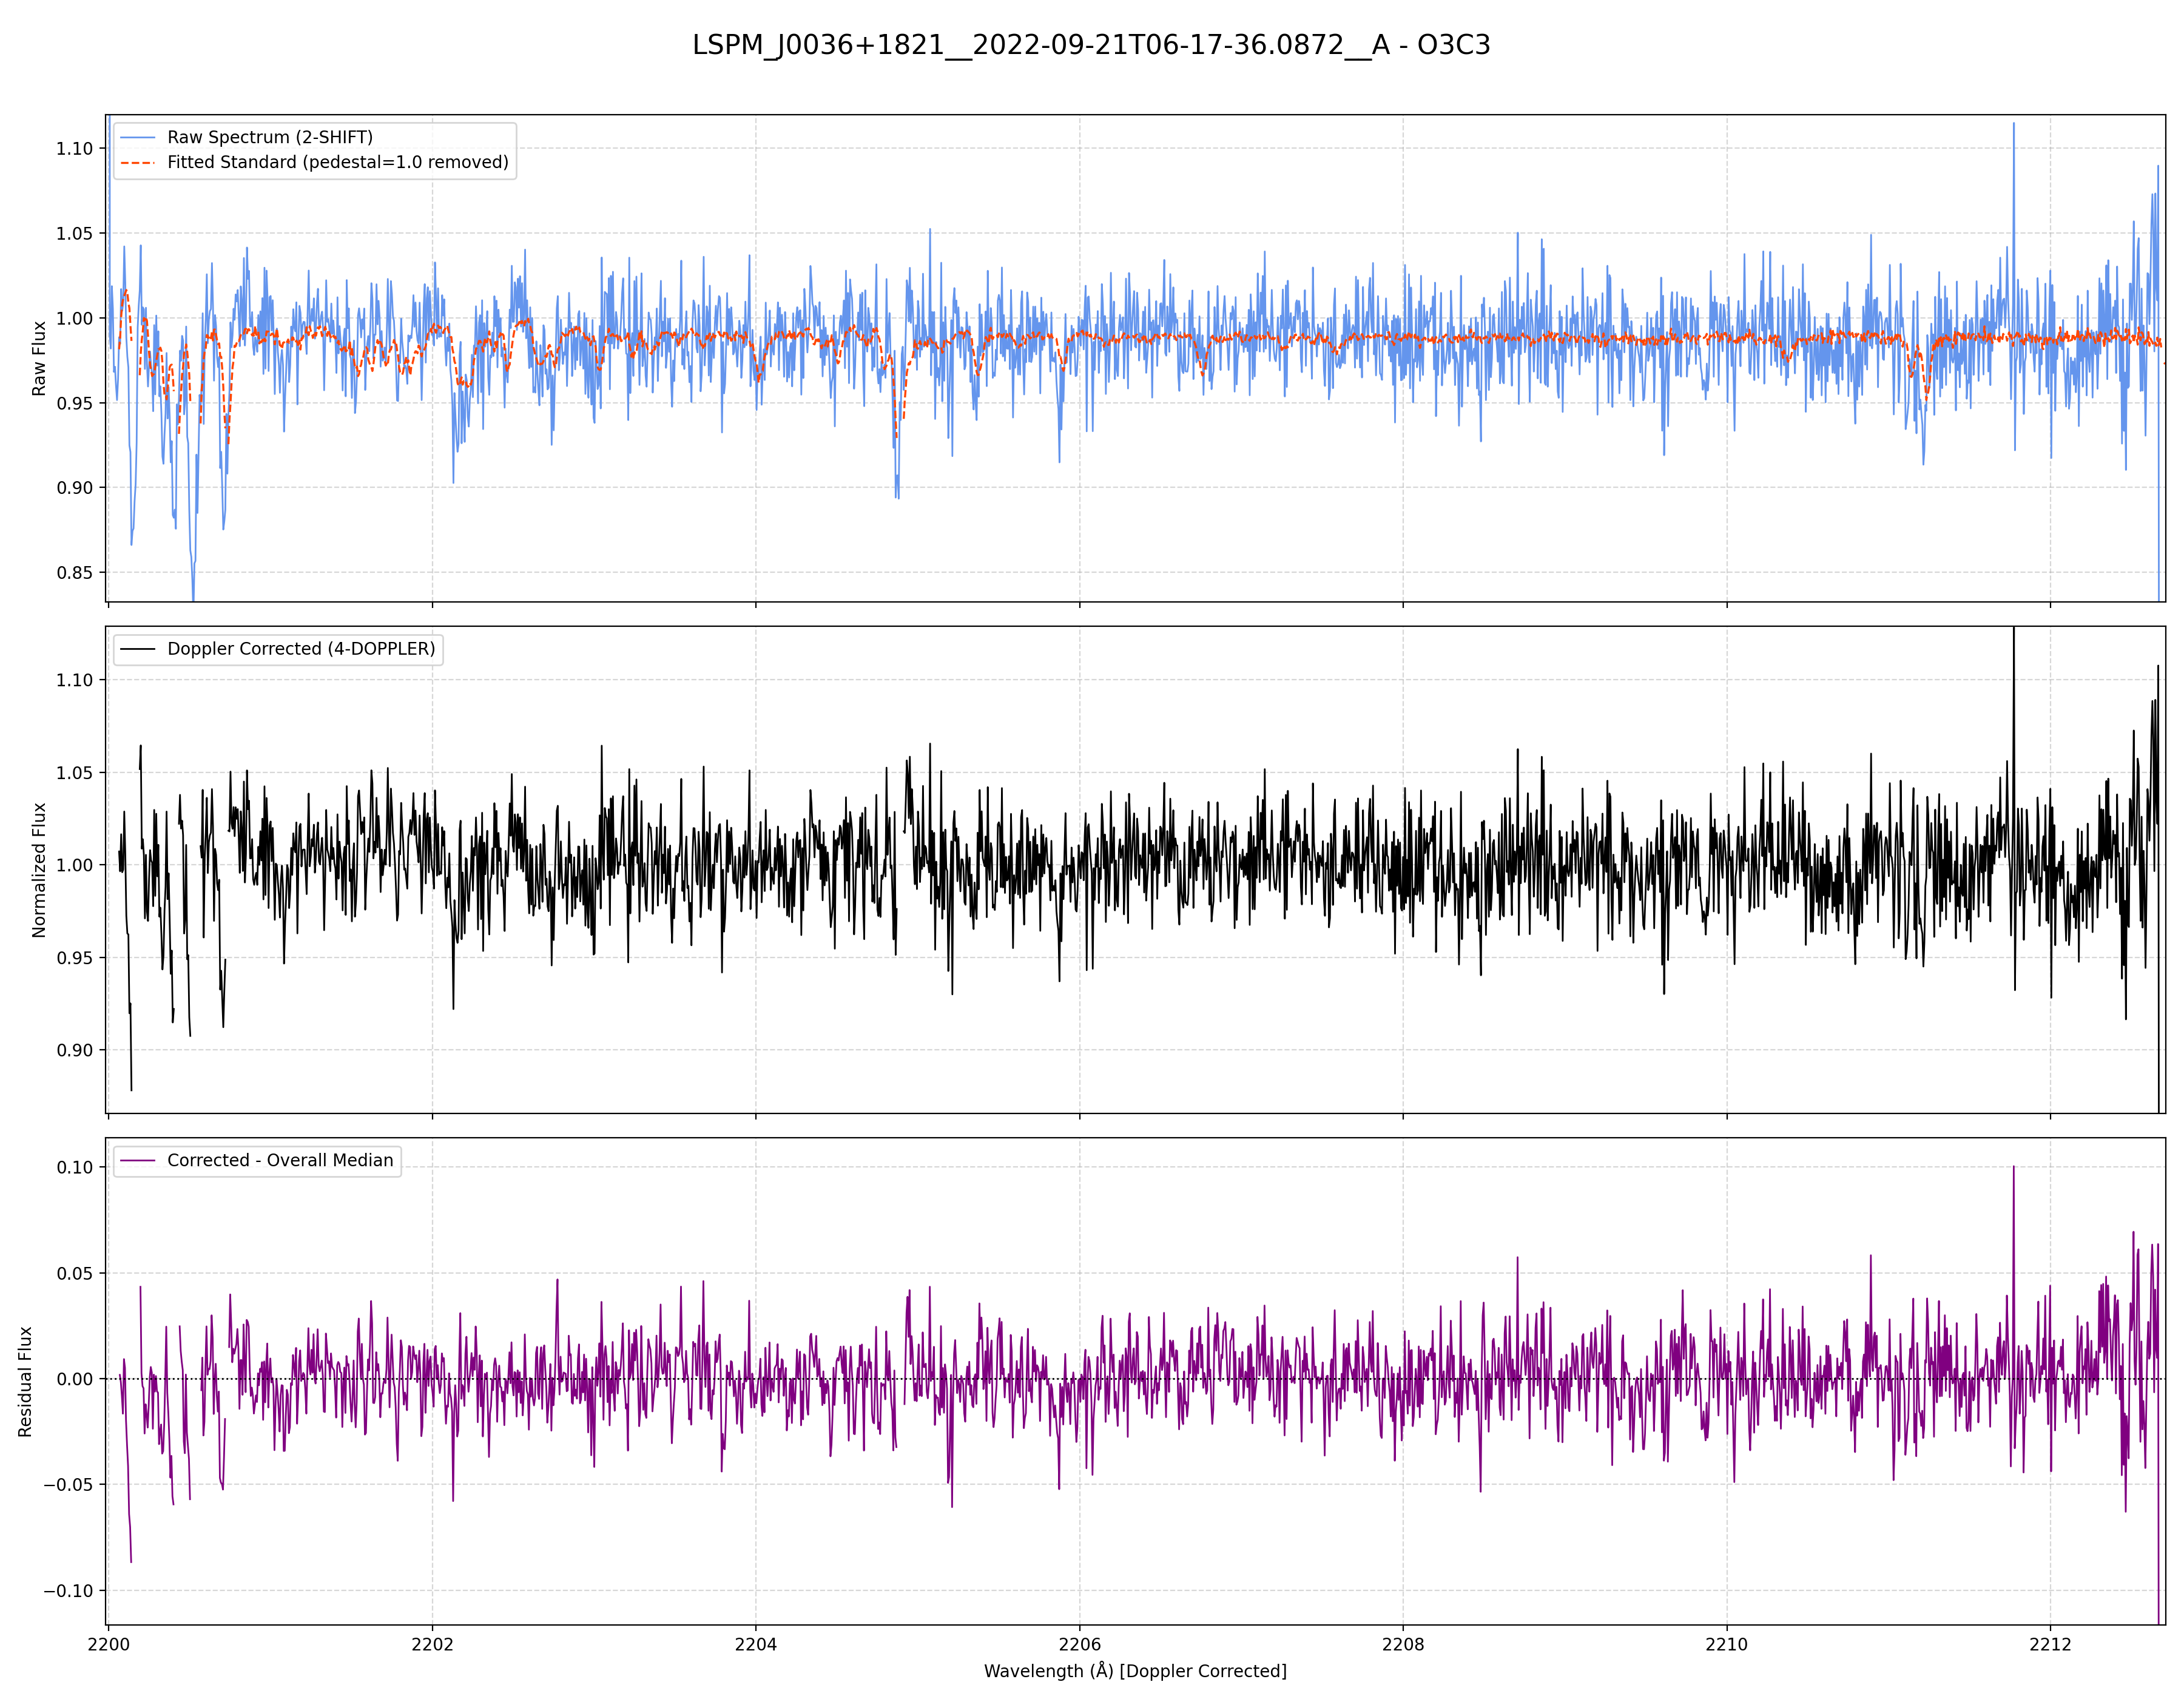 LSPM_J0036+1821__2022-09-21T06-17-36.0872__A - O3C3
Raw Spectrum (2-SHIFT)
Fitted Standard (pedestal=1.0 removed)
Raw Flux
1.10
1.05
1.00
0.95
0.90
0.85
Doppler Corrected (4-DOPPLER)
Normalized Flux
1.10
1.05
1.00
0.95
0.90
Corrected - Overall Median
Residual Flux
0.10
0.05
0.00
−0.05
−0.10
2200 2202 2204 2206 2208 2210 2212
Wavelength (Å) [Doppler Corrected]